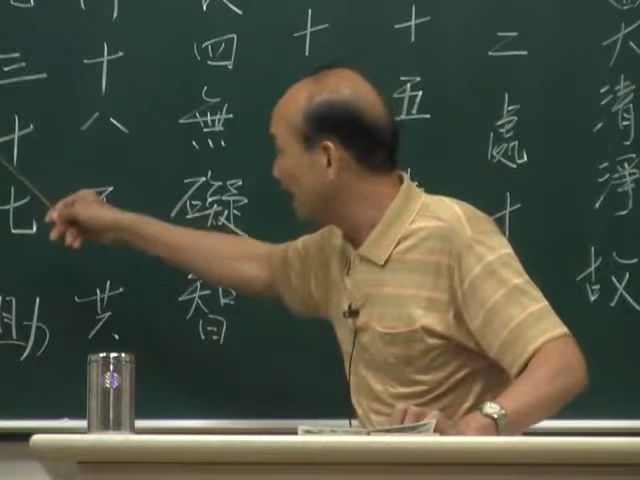 大清淨故
二處十
十五
十
四無礙智
十八不共
三十七助